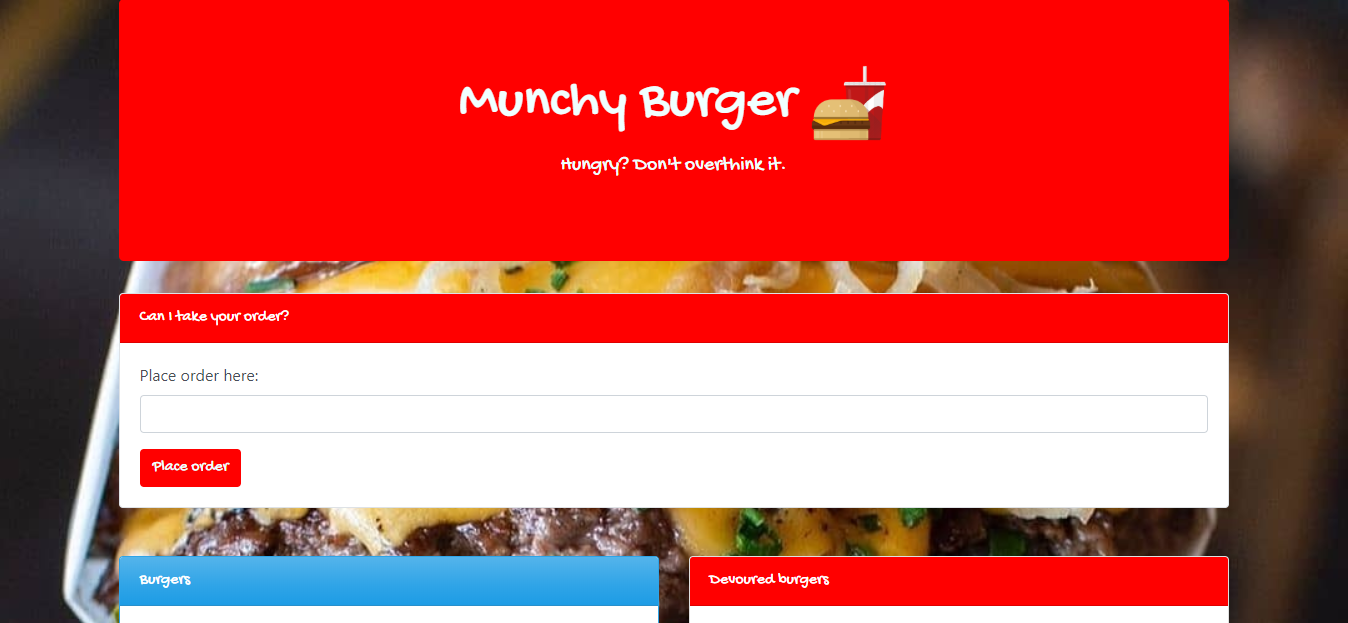 Munchy Burger
Hungry? Don't overthink it.
Can I take your order?
Place order here:
Place order
Burgers
Devoured burgers